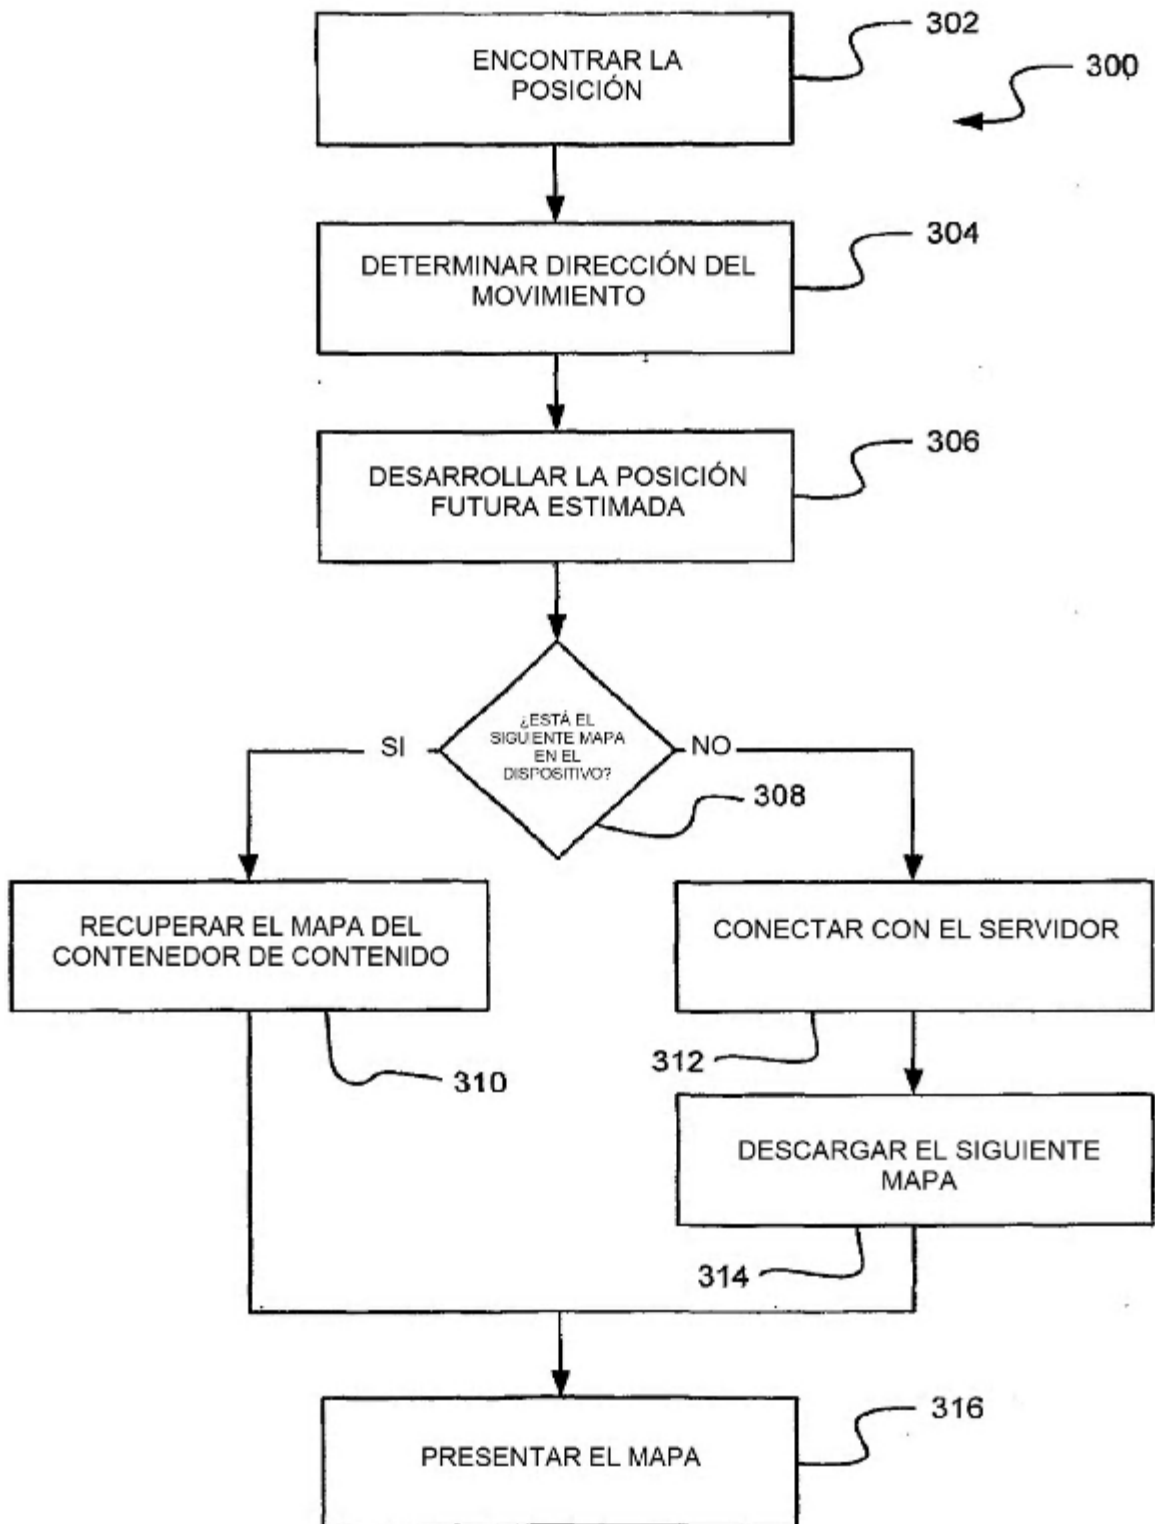 302
300
ENCONTRAR LA
POSICIÓN
304
DETERMINAR DIRECCIÓN DEL
MOVIMIENTO
306
DESARROLLAR LA POSICIÓN
FUTURA ESTIMADA
¿ESTÁ EL
SIGUIENTE MAPA
EN EL
DISPOSITIVO?
SI
NO
308
RECUPERAR EL MAPA DEL
CONTENEDOR DE CONTENIDO
CONECTAR CON EL SERVIDOR
310
312
DESCARGAR EL SIGUIENTE
MAPA
314
316
PRESENTAR EL MAPA